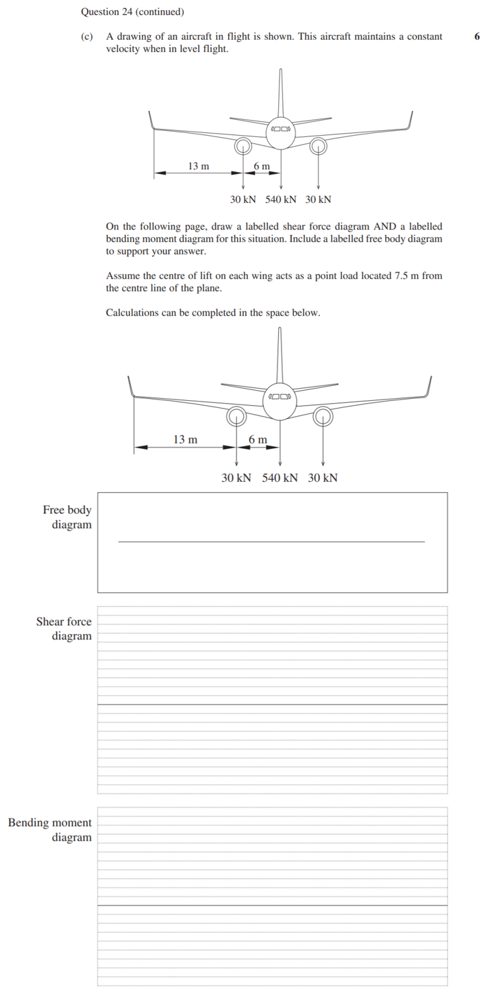 Question 24 (continued)
(c) A drawing of an aircraft in flight is shown. This aircraft maintains a constant 6
velocity when in level flight.
13 m 6 m
30 kN 540 kN 30 kN
On the following page, draw a labelled shear force diagram AND a labelled
bending moment diagram for this situation. Include a labelled free body diagram
to support your answer.
Assume the centre of lift on each wing acts as a point load located 7.5 m from
the centre line of the plane.
Calculations can be completed in the space below.
13 m 6 m
30 kN 540 kN 30 kN
Free body
diagram
Shear force
diagram
Bending moment
diagram